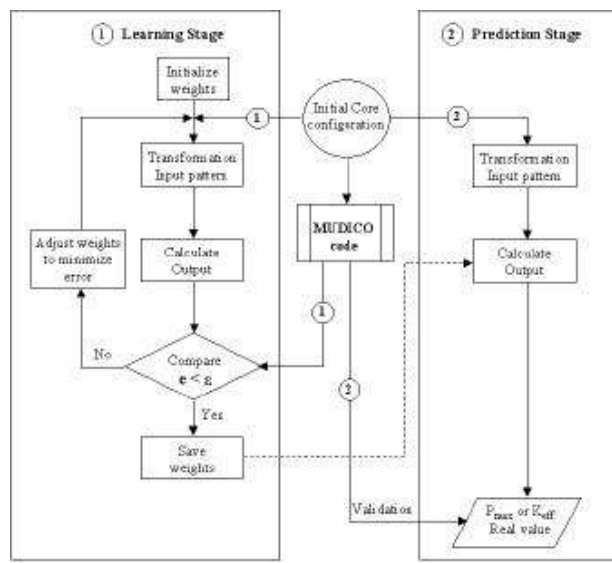 1 Learning Stage
Initialize
weights
1
Transformation
Input pattern
Adjust weights
to minimize
error
Calculate
Output
No
Compare
e < ε
Yes
Save
weights
Initial Core
configuration
MUDICO
code
1
2
Validation
2 Prediction Stage
2
Transformation
Input pattern
Calculate
Output
Pmax or Keff
Real value